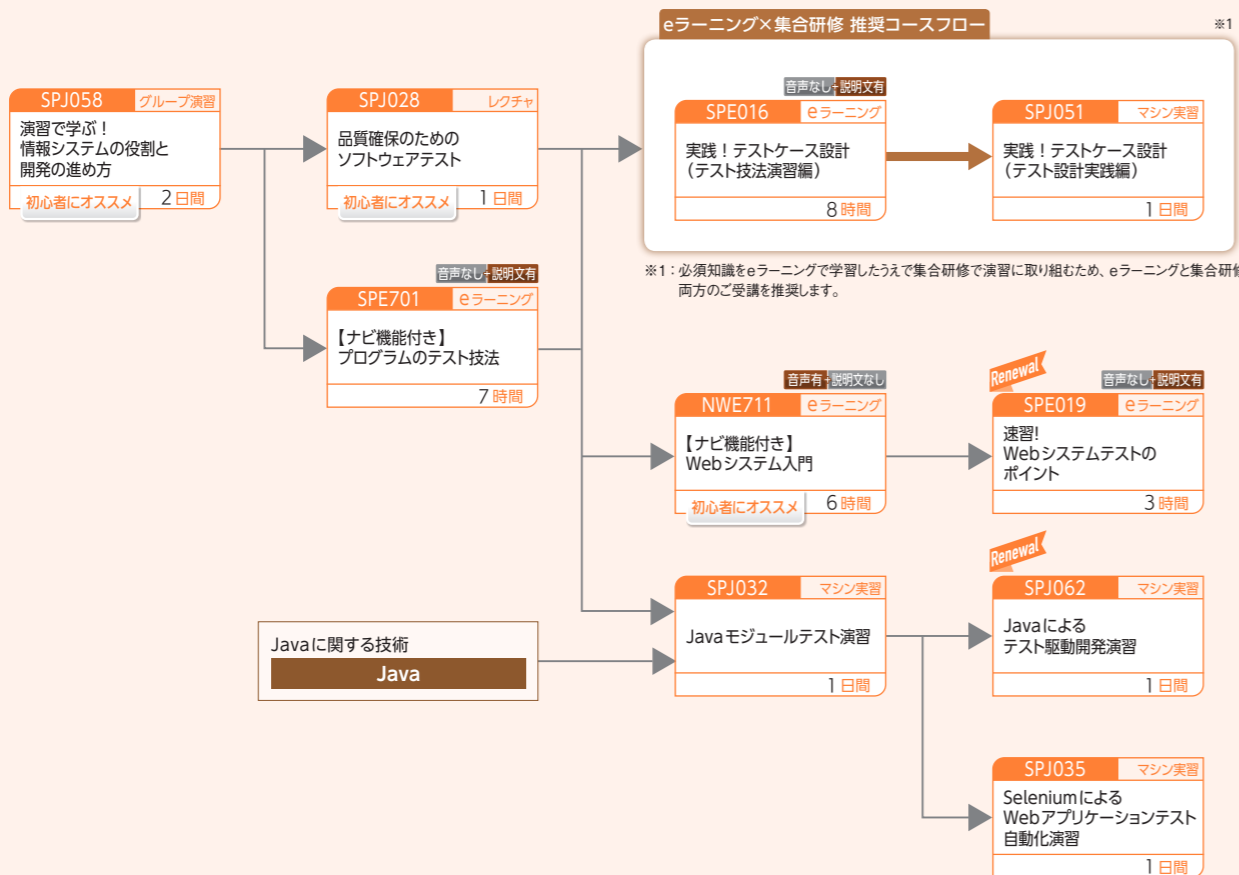 eラーニング×集合研修 推奨コースフロー
※1
SPJ058 グループ演習
演習で学ぶ！
情報システムの役割と
開発の進め方
初心者にオススメ 2日間
SPJ028 レクチャ
品質確保のための
ソフトウェアテスト
初心者にオススメ 1日間
音声なし+説明文有
SPE016 eラーニング
実践！テストケース設計
（テスト技法演習編）
8時間
SPJ051 マシン実習
実践！テストケース設計
（テスト設計実践編）
1日間
※1：必須知識をeラーニングで学習したうえで集合研修で演習に取り組むため、eラーニングと集合研修
両方のご受講を推奨します。
音声なし+説明文有
SPE701 eラーニング
【ナビ機能付き】
プログラムのテスト技法
7時間
音声有+説明文なし
NWE711 eラーニング
【ナビ機能付き】
Webシステム入門
初心者にオススメ 6時間
Renewal
音声なし+説明文有
SPE019 eラーニング
速習！
Webシステムテストの
ポイント
3時間
Javaに関する技術
Java
SPJ032 マシン実習
Javaモジュールテスト演習
1日間
Renewal
SPJ062 マシン実習
Javaによる
テスト駆動開発演習
1日間
SPJ035 マシン実習
Seleniumによる
Webアプリケーションテスト
自動化演習
1日間